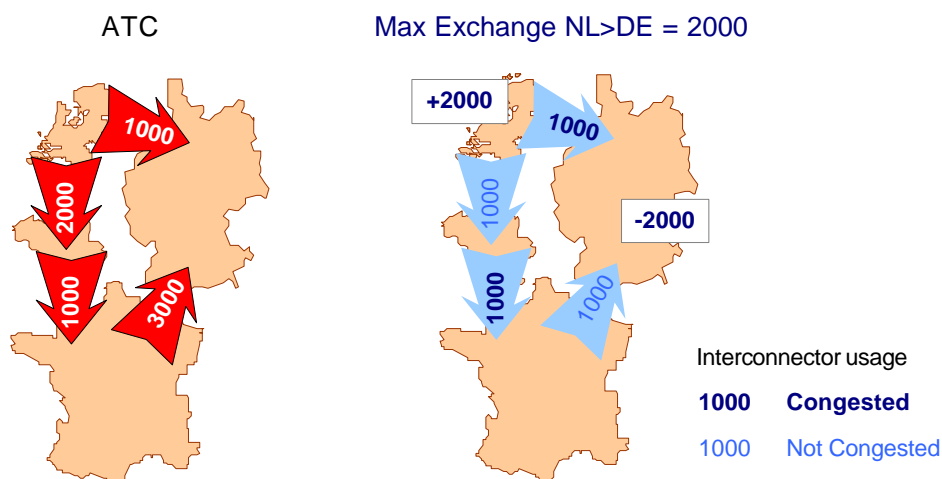 ATC
Max Exchange NL>DE = 2000
1000
2000
1000
3000
+2000
1000
1000
-2000
1000
1000
Interconnector usage
1000 Congested
1000 Not Congested